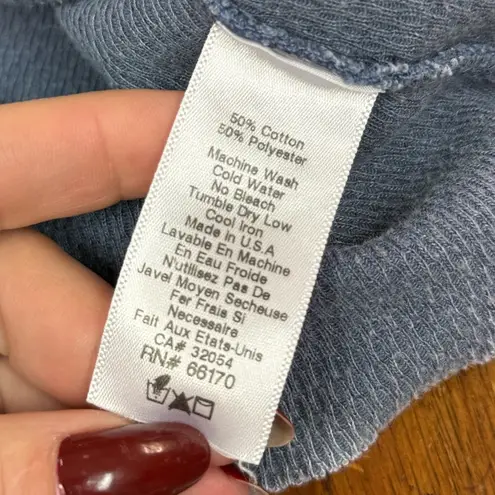 50% Cotton
50% Polyester
Machine Wash
Cold Water
No Bleach
Tumble Dry Low
Cool Iron
Made in U.S.A
Lavable En Machine
En Eau Froide
N'utilisez Pas De
Javel Moyen Secheuse
Fer Frais Si
Necessaire
Fait Aux Etats-Unis
CA# 32054
RN# 66170